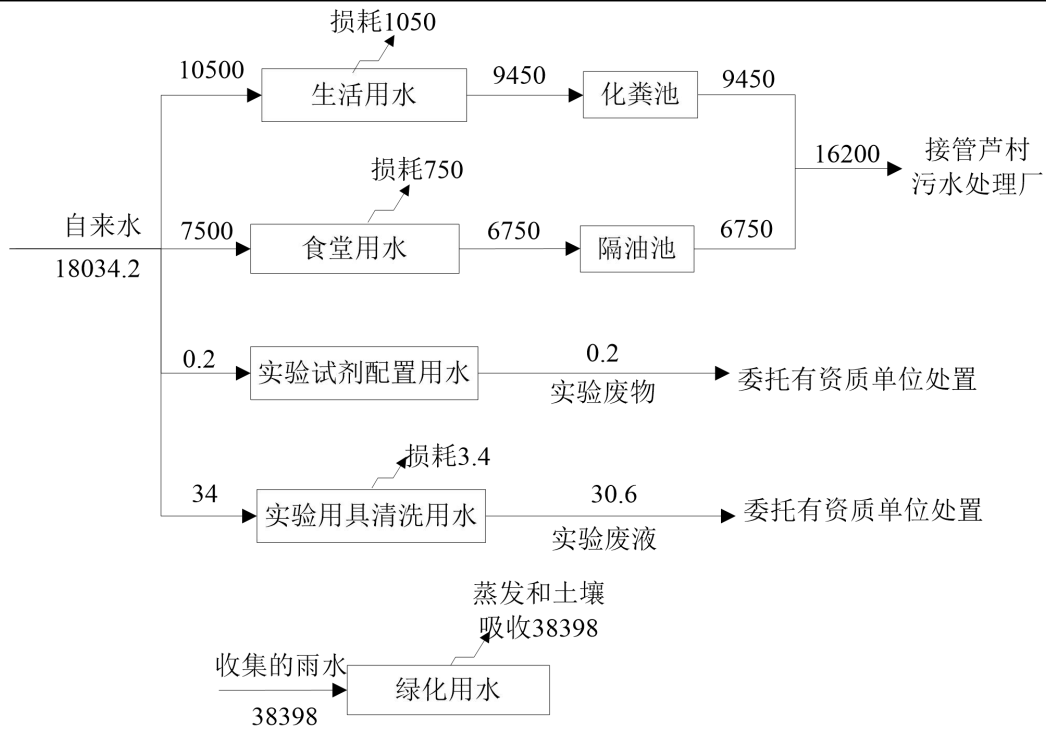 损耗1050
10500
生活用水
9450
化粪池
9450
16200
接管芦村
污水处理厂
损耗750
自来水
18034.2
7500
食堂用水
6750
隔油池
6750
0.2
实验试剂配置用水
0.2
实验废物
委托有资质单位处置
损耗3.4
34
实验用具清洗用水
30.6
实验废液
委托有资质单位处置
蒸发和土壤
吸收38398
收集的雨水
38398
绿化用水